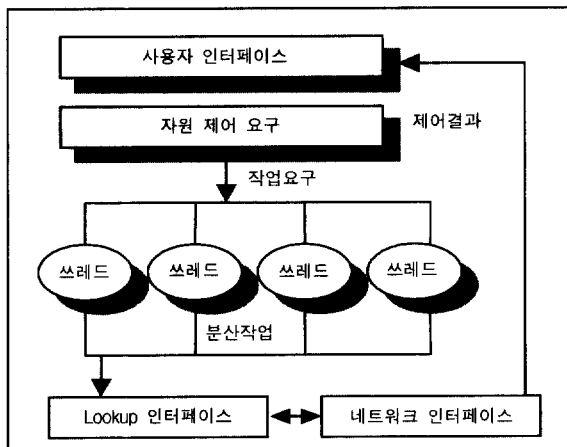 사용자 인터페이스
자원 제어 요구
제어결과
작업요구
쓰레드
쓰레드
쓰레드
쓰레드
분산작업
Lookup 인터페이스
네트워크 인터페이스